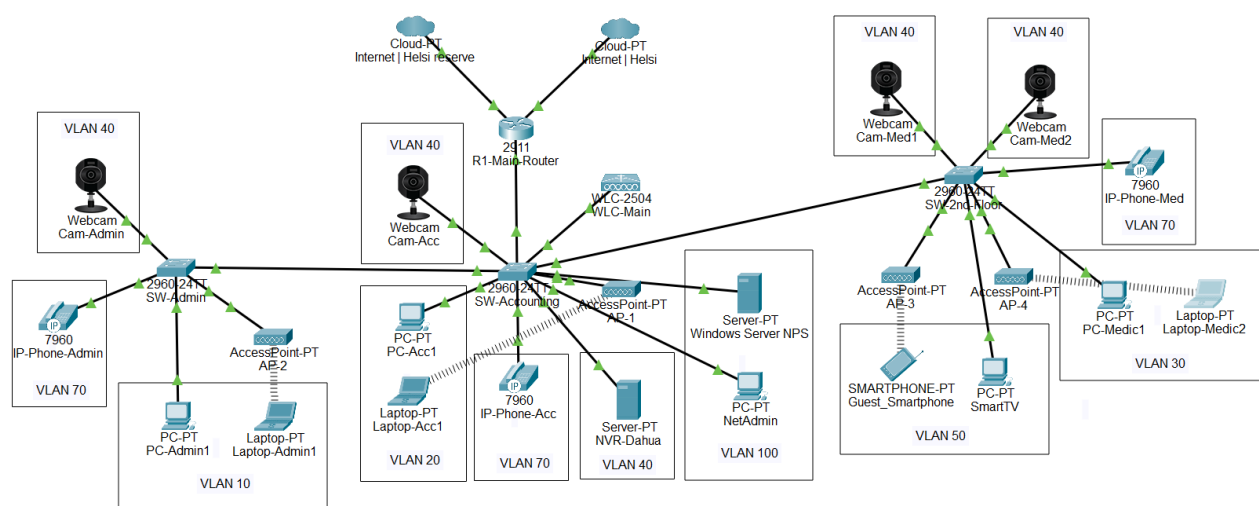 Cloud-PT
Internet | Helsi reserve
Cloud-PT
Internet | Helsi
2911
R1-Main-Router
VLAN 40
Webcam
Cam-Admin
VLAN 40
Webcam
Cam-Acc
WLC-2504
WLC-Main
VLAN 40
Webcam
Cam-Med1
VLAN 40
Webcam
Cam-Med2
2960-24TT
SW-Admin
2960-24TT
SW-Accounting
2960-24TT
SW-2nd-Floor
IP
7960
IP-Phone-Med
VLAN 70
IP
7960
IP-Phone-Admin
VLAN 70
AccessPoint-PT
AP-2
PC-PT
PC-Admin1
Laptop-PT
Laptop-Admin1
VLAN 10
PC-PT
PC-Acc1
Laptop-PT
Laptop-Acc1
VLAN 20
IP
7960
IP-Phone-Acc
VLAN 70
AccessPoint-PT
AP-1
Server-PT
NVR-Dahua
VLAN 40
Server-PT
Windows Server NPS
PC-PT
NetAdmin
VLAN 100
AccessPoint-PT
AP-3
AccessPoint-PT
AP-4
SMARTPHONE-PT
Guest_Smartphone
PC-PT
SmartTV
VLAN 50
PC-PT
PC-Medic1
Laptop-PT
Laptop-Medic2
VLAN 30